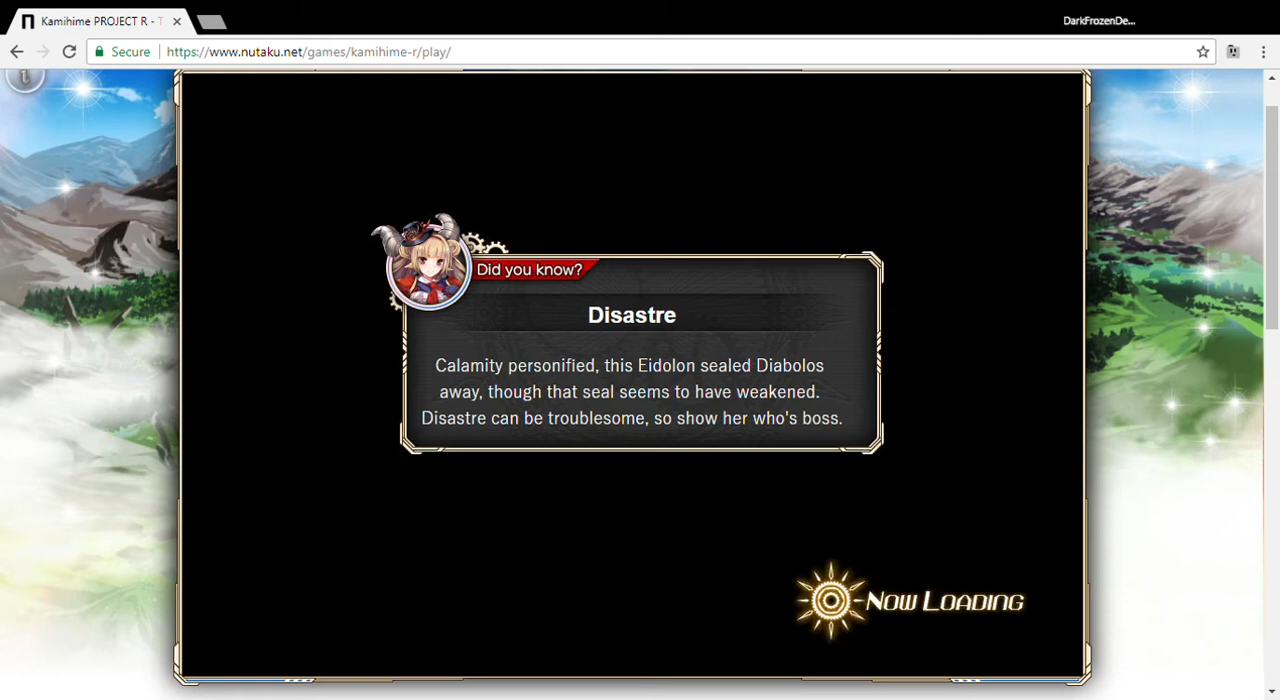 Kamihime PROJECT R - T
DarkFrozenDe...
Secure
https://www.nutaku.net/games/kamihime-r/play/
Did you know?
Disastre
Calamity personified, this Eidolon sealed Diabolos
away, though that seal seems to have weakened.
Disastre can be troublesome, so show her who's boss.
NOW LOADING